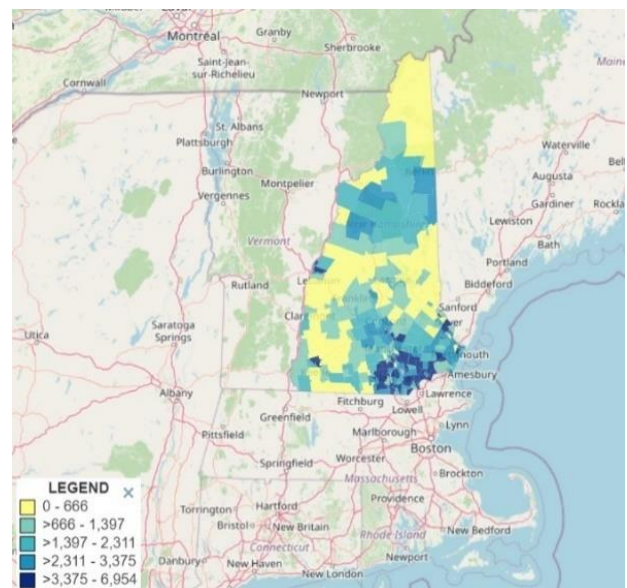 Montréal
Granby
Sherbrooke
Saint-Jean-
sur-Richelieu
Cornwall
Newport
Maine
St. Albans
Plattsburgh
Waterville
Burlington
Montpelier
Augusta
Vergennes
Gardiner
Lewiston
Vermont
Bath
Portland
Rutland
Biddeford
Sanford
Utica
Saratoga
Springs
Amesbury
Albany
Fitchburg
Lawrence
Greenfield
Lowell
Lynn
Pittsfield
Marlborough
Boston
Worcester
Springfield
Massachusetts
Brockton
LEGEND ×
0 - 666
>666 - 1,397
>1,397 - 2,311
>2,311 - 3,375
>3,375 - 6,954
Torrington
Hartford
Providence
Bristol
New Britain
New Bedford
Rhode Island
Connecticut
Newport
Danbury
New Haven
New London